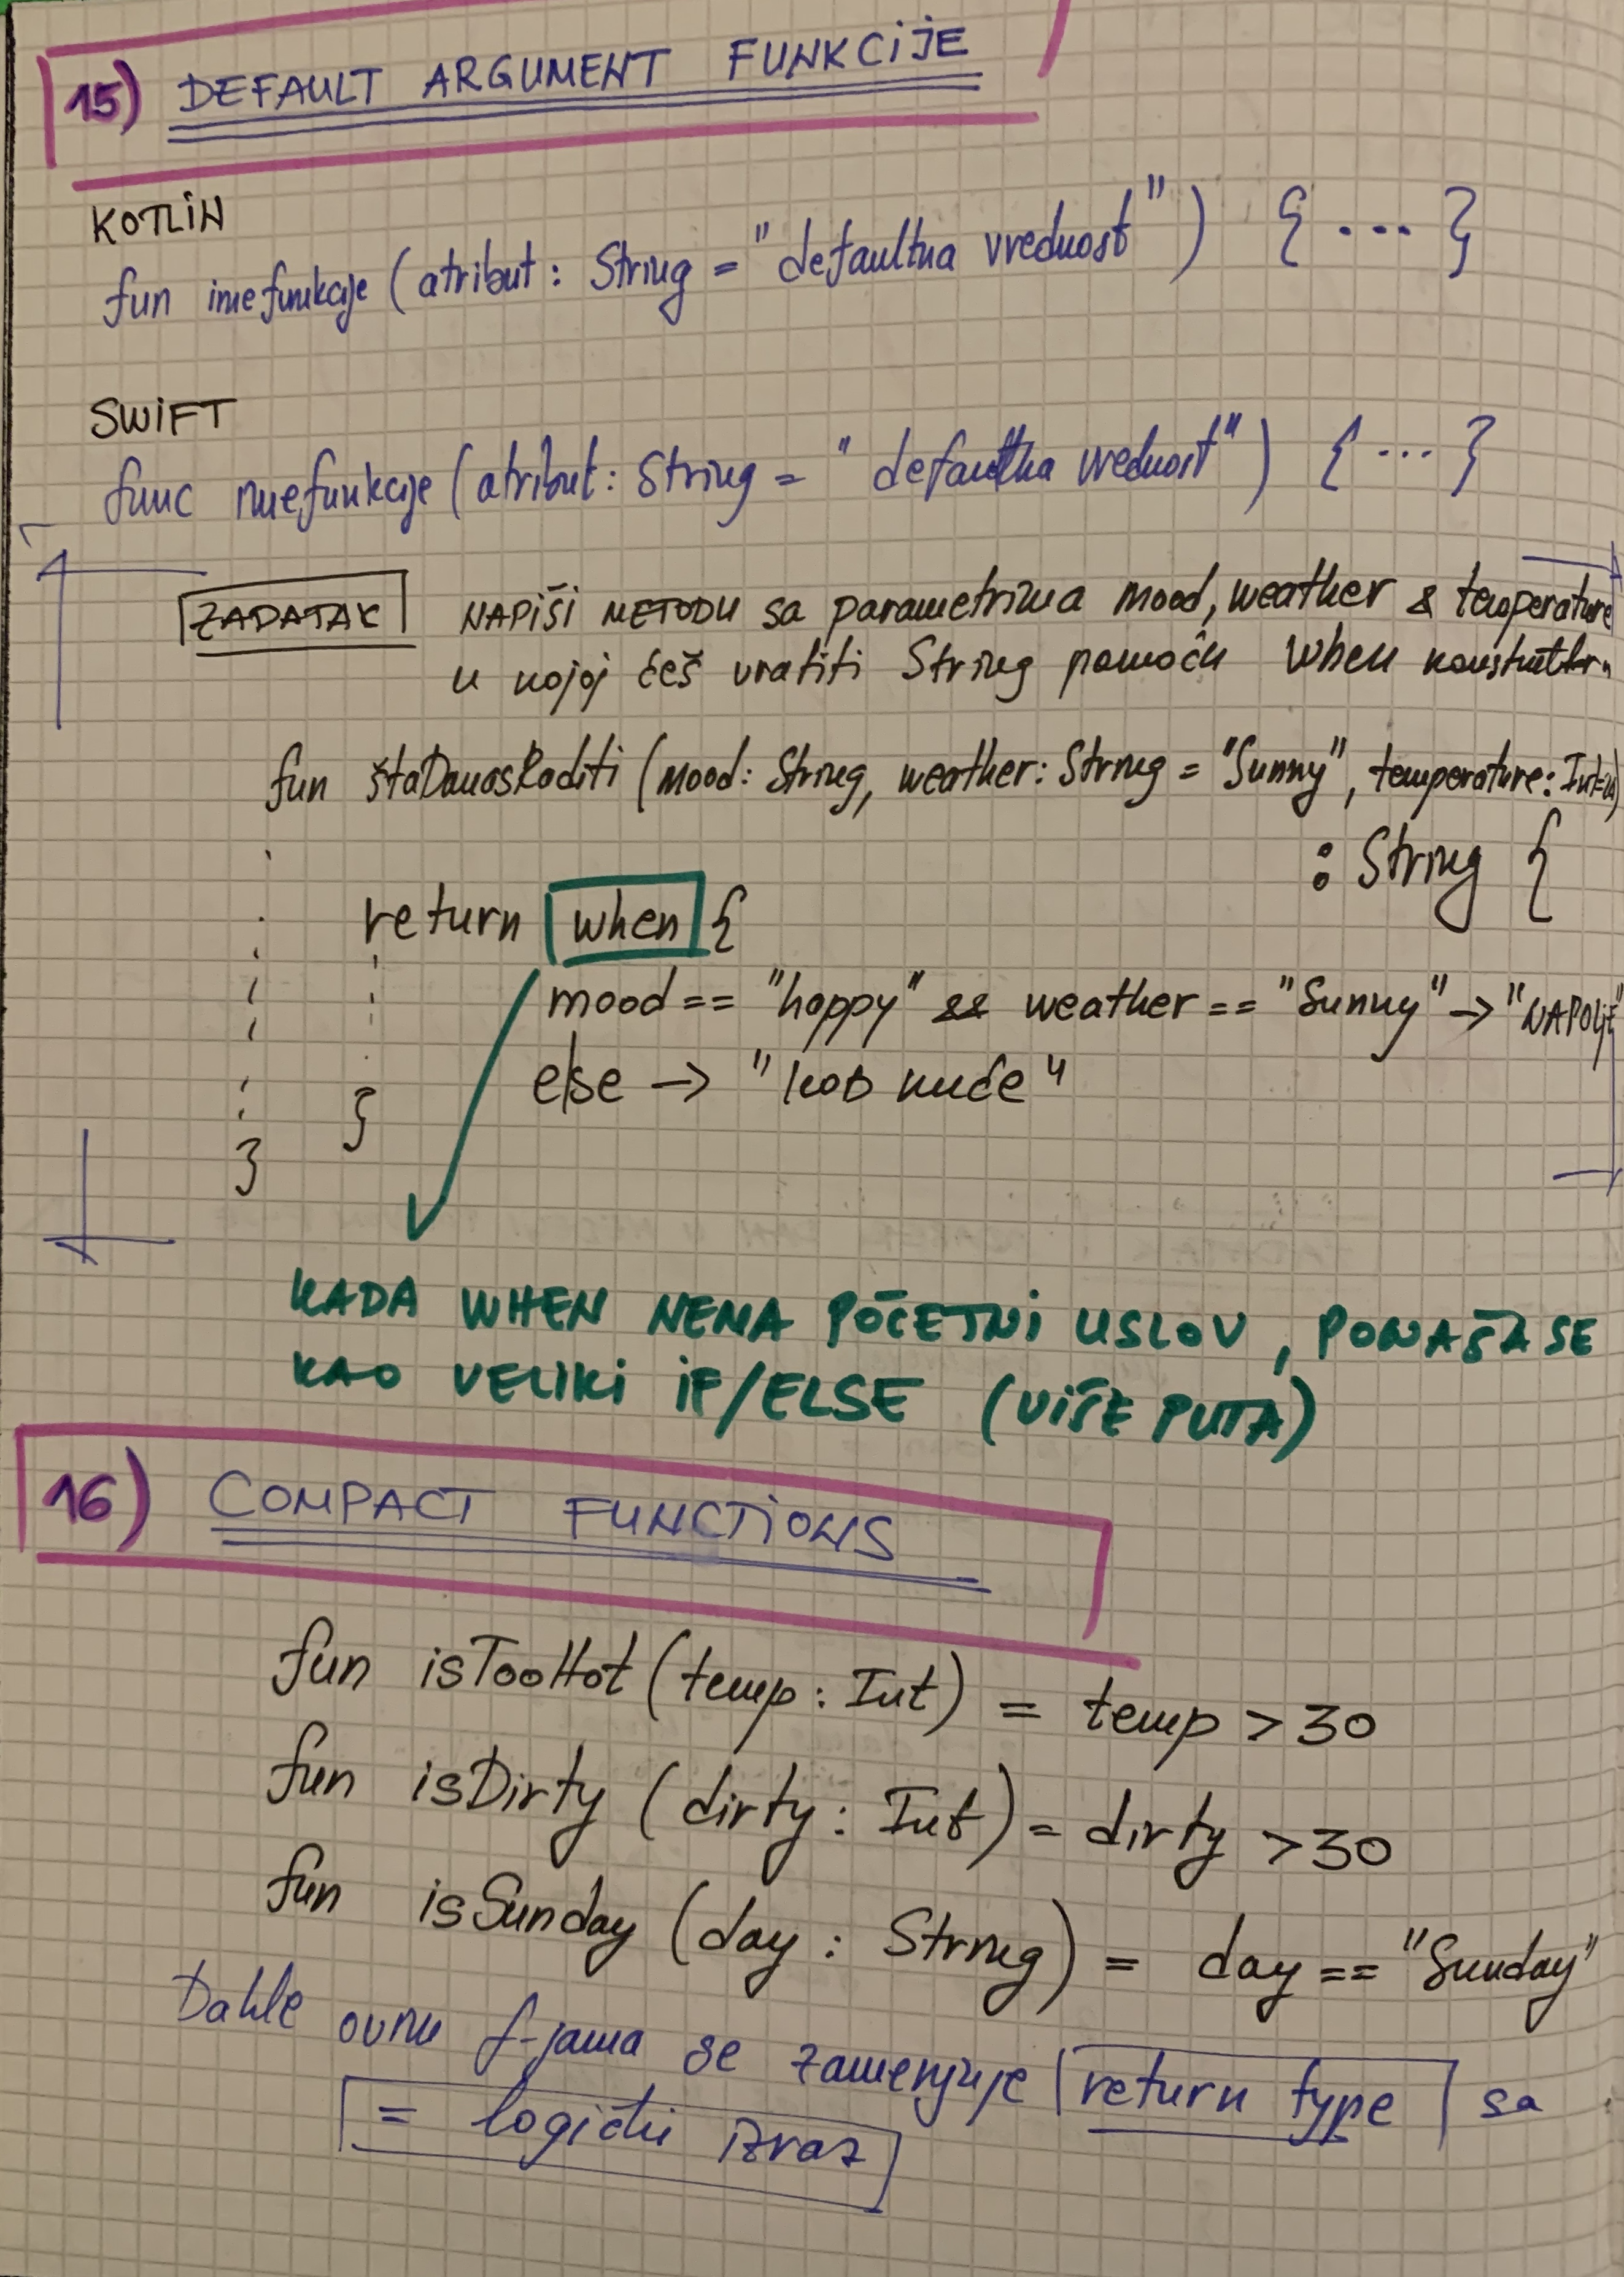 15) DEFAULT ARGUMENT FUNKCIJE
KOTLIN
fun imefunkcije (atribut: String = "defaultna vrednost") { ... }
SWIFT
func imefunkcije (atribut: String = "defaultna vrednost") { ... }
ZADATAK NAPIŠI METODU sa parametrima mood, weather & temperature
u kojoj ćeš vratiti String pomoću When
fun štaDanasRaditi (mood: String, weather: String = "Sunny", temperature: Int=
: String {
return when {
mood == "happy" && weather == "Sunny" -> "NAPOLJE"
else -> "kod kuće"
}
}
KADA WHEN NEMA POČETNI USLOV, PONAŠA SE
KAO VELIKI IF/ELSE (VIŠE PUTA)
16) COMPACT FUNCTIONS
fun isTooHot (temp: Int) = temp > 30
fun isDirty (dirty: Int) = dirty > 30
fun isSunday (day: String) = day == "Sunday"
Dakle ovim f-jama se zamenjuje return type sa
= logički izraz